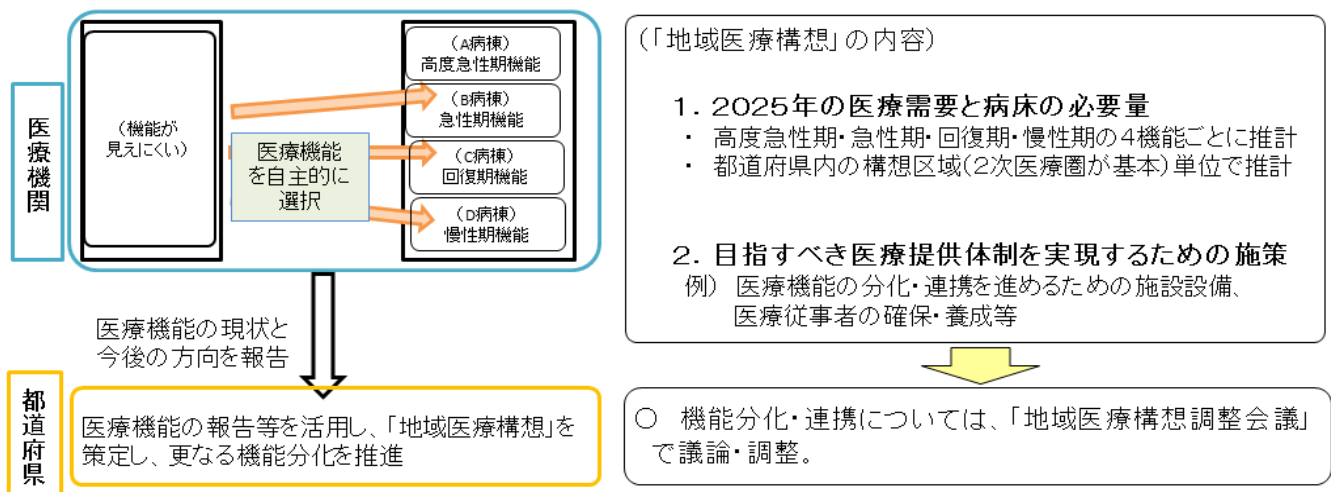 医療機関
(機能が
見えにくい)
医療機能
を自主的に
選択
(A病棟)
高度急性期機能
(B病棟)
急性期機能
(C病棟)
回復期機能
(D病棟)
慢性期機能
医療機能の現状と
今後の方向を報告
都道府県
医療機能の報告等を活用し、「地域医療構想」を
策定し、更なる機能分化を推進
(「地域医療構想」の内容)
1. 2025年の医療需要と病床の必要量
・ 高度急性期・急性期・回復期・慢性期の4機能ごとに推計
・ 都道府県内の構想区域(2次医療圏が基本)単位で推計
2. 目指すべき医療提供体制を実現するための施策
例) 医療機能の分化・連携を進めるための施設設備、
医療従事者の確保・養成等
○ 機能分化・連携については、「地域医療構想調整会議」
で議論・調整。